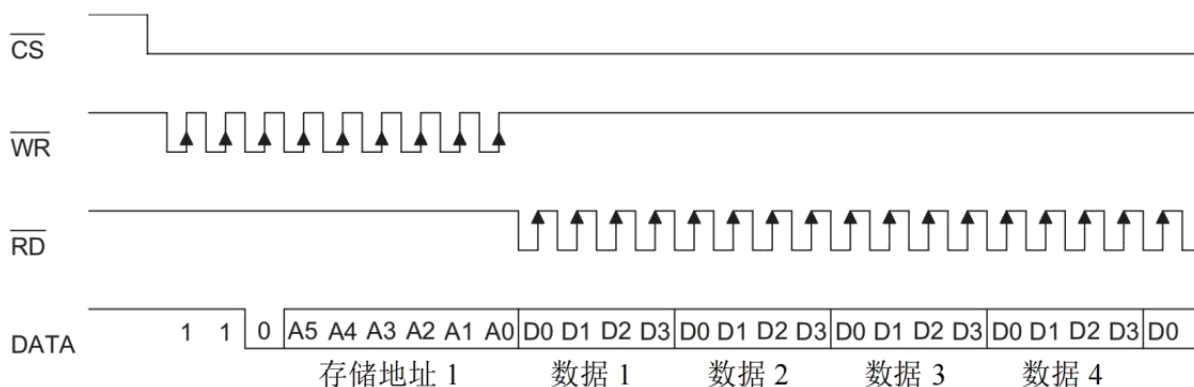 CS
WR
RD
DATA 1 1 0 A5 A4 A3 A2 A1 A0 D0 D1 D2 D3 D0 D1 D2 D3 D0 D1 D2 D3 D0 D1 D2 D3 D0
存储地址 1 数据 1 数据 2 数据 3 数据 4